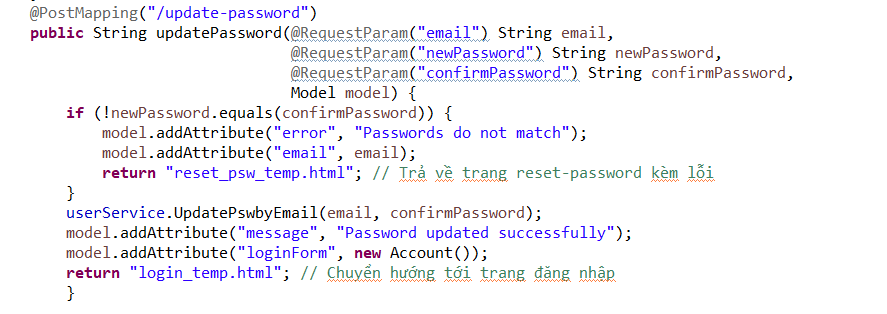 @PostMapping("/update-password")
public String updatePassword(@RequestParam("email") String email,
@RequestParam("newPassword") String newPassword,
@RequestParam("confirmPassword") String confirmPassword,
Model model) {
if (!newPassword.equals(confirmPassword)) {
model.addAttribute("error", "Passwords do not match");
model.addAttribute("email", email);
return "reset_psw_temp.html"; // Trả về trang reset-password kèm lỗi
}
userService.UpdatePswbyEmail(email, confirmPassword);
model.addAttribute("message", "Password updated successfully");
model.addAttribute("loginForm", new Account());
return "login_temp.html"; // Chuyển hướng tới trang đăng nhập
}